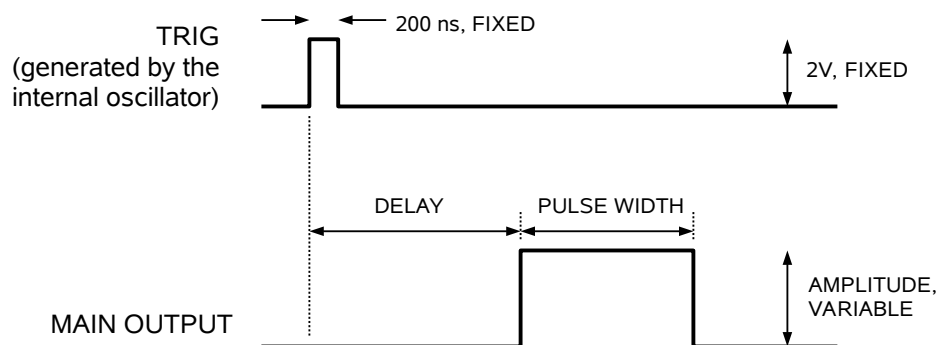 200 ns, FIXED
TRIG
(generated by the
internal oscillator)
2V, FIXED
DELAY
PULSE WIDTH
AMPLITUDE,
VARIABLE
MAIN OUTPUT